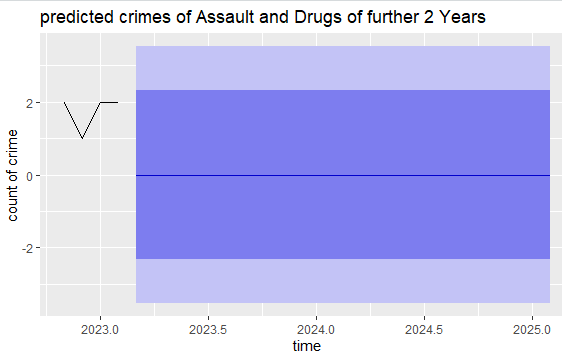 predicted crimes of Assault and Drugs of further 2 Years
count of crime
2
0
-2
2023.0 2023.5 2024.0 2024.5 2025.0
time